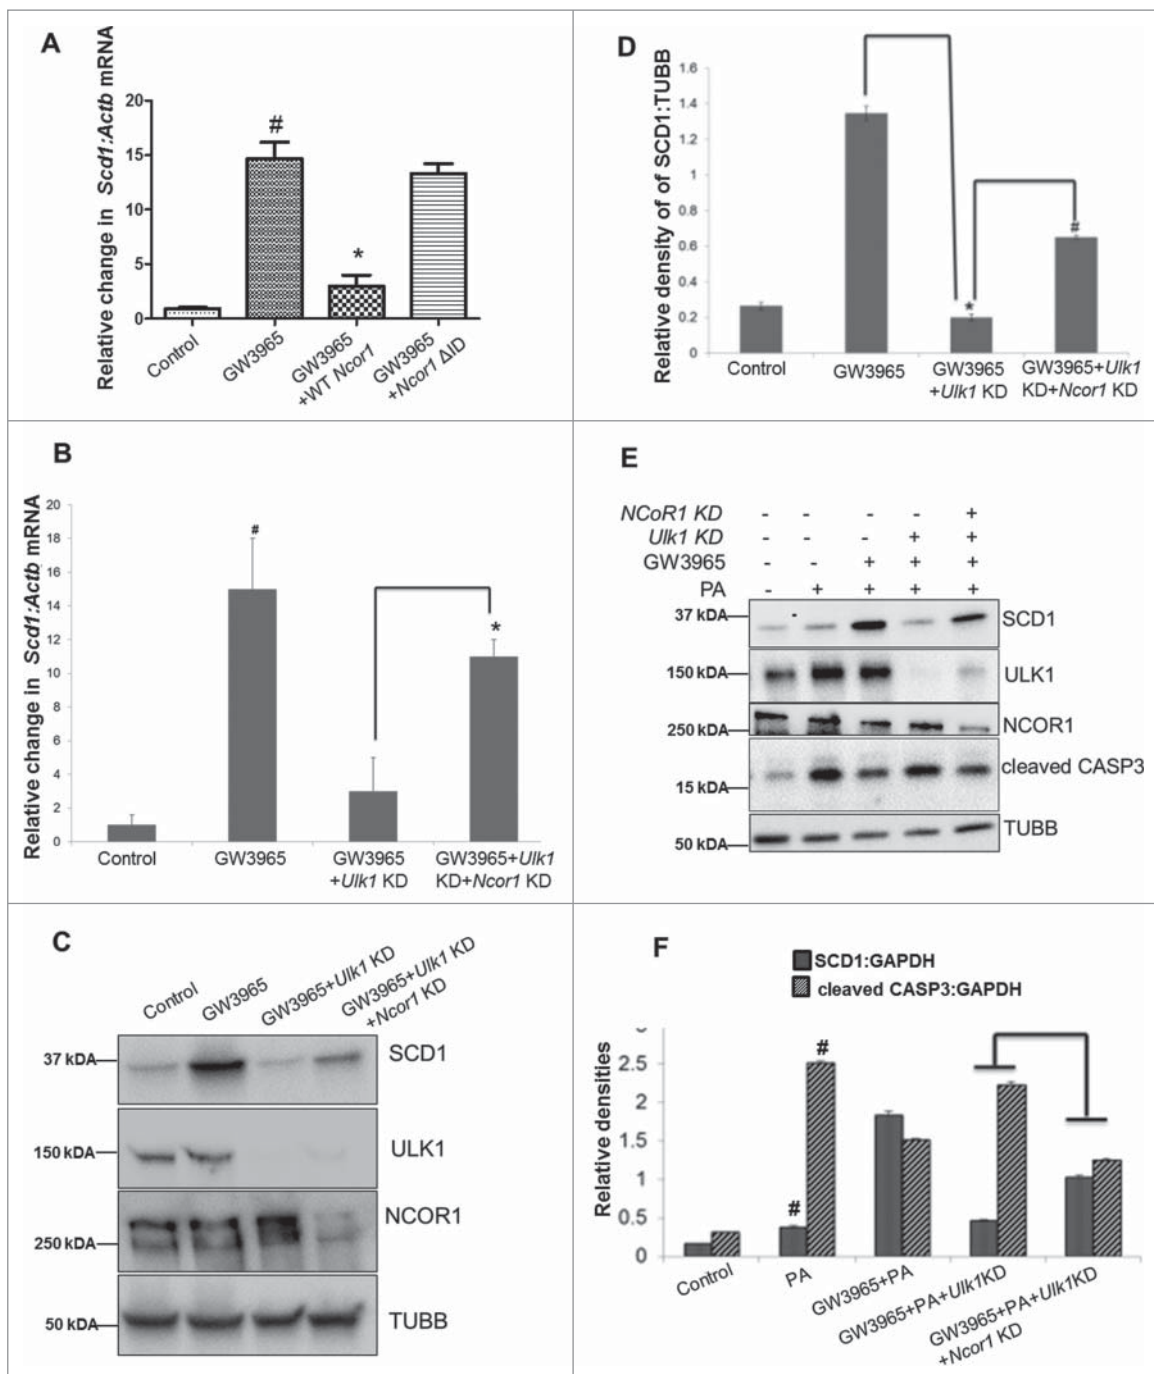 A
Relative change in Scd1:Actb mRNA
20
15
10
5
0
Control
GW3965
GW3965
+WT Ncor1
GW3965
+Ncor1 ΔID
#
*
D
Relative density of of SCD1:TUBB
1.6
1.4
1.2
1
0.8
0.6
0.4
0.2
0
*
#
Control
GW3965
GW3965
+Ulk1 KD
GW3965+Ulk1
KD+Ncor1 KD
B
Relative change in Scd1:Actb mRNA
20
18
16
14
12
10
8
6
4
2
0
#
*
Control
GW3965
GW3965
+Ulk1 KD
GW3965+Ulk1
KD+Ncor1 KD
E
NCoR1 KD - - - - +
Ulk1 KD - - - + +
GW3965 - - + + +
PA - + + + +
37 kDA SCD1
150 kDA ULK1
250 kDA NCOR1
cleaved CASP3
15 kDA
50 kDA TUBB
C
Control
GW3965
GW3965+Ulk1 KD
GW3965+Ulk1 KD
+Ncor1 KD
37 kDA SCD1
150 kDA ULK1
NCOR1
250 kDA
50 kDA TUBB
F
SCD1:GAPDH
cleaved CASP3:GAPDH
Relative densities
2.5
2
1.5
1
0.5
0
#
#
Control
PA
GW3965+PA
GW3965+PA+Ulk1KD
GW3965+PA+Ulk1KD
+Ncor1 KD